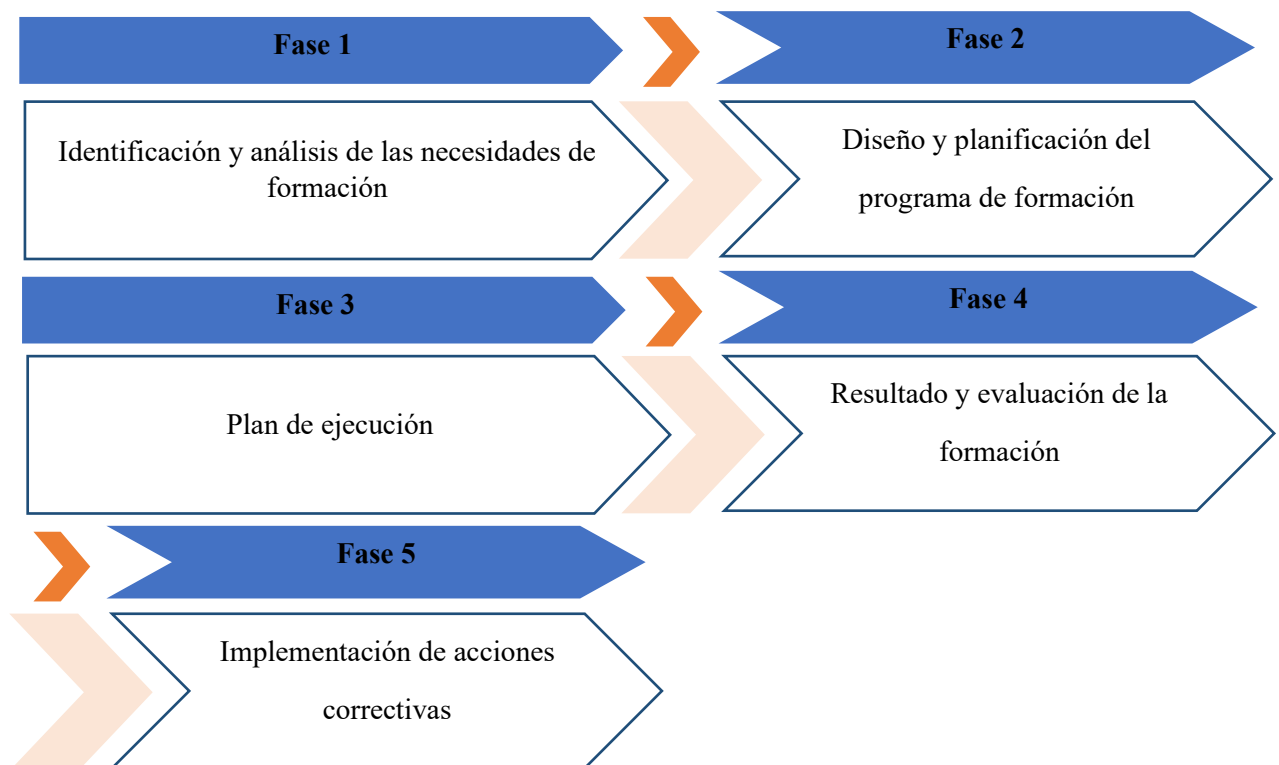 Fase 1
Fase 2
Identificación y análisis de las necesidades de
formación
Diseño y planificación del
programa de formación
Fase 3
Fase 4
Plan de ejecución
Resultado y evaluación de la
formación
Fase 5
Implementación de acciones
correctivas